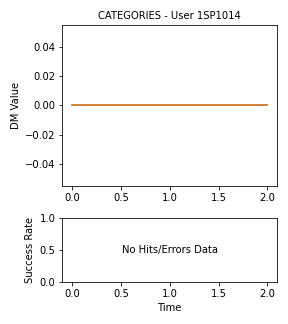 CATEGORIES - User 1SP1014
DM Value
0.04
0.02
0.00
−0.02
−0.04
0.0 0.5 1.0 1.5 2.0
Success Rate
1.0
0.5
0.0
No Hits/Errors Data
0.0 0.5 1.0 1.5 2.0
Time